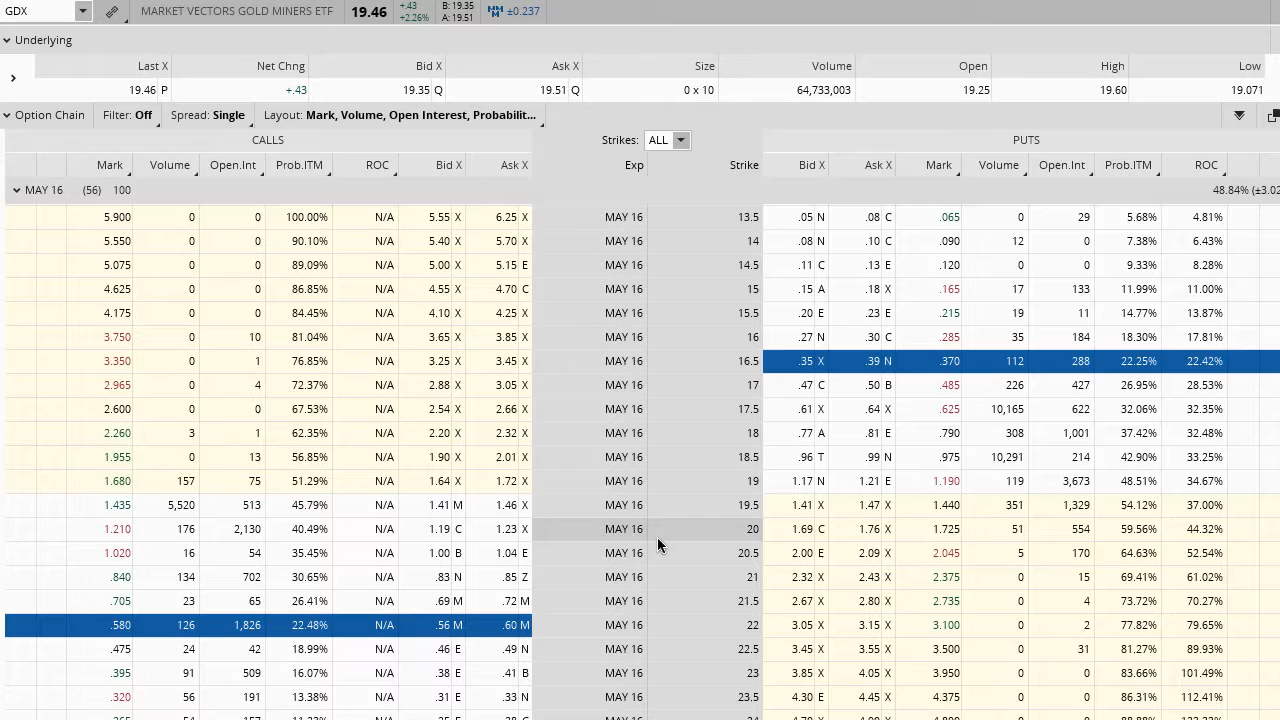 GDX MARKET VECTORS GOLD MINERS ETF 19.46 +.43 +2.26% B: 19.35 A: 19.51 ±0.237
Underlying
Last X Net Chng Bid X Ask X Size Volume Open High Low
19.46 P +.43 19.35 Q 19.51 Q 0 x 10 64,733,003 19.25 19.60 19.071
Option Chain Filter: Off Spread: Single Layout: Mark, Volume, Open Interest, Probabilit...
CALLS Strikes: ALL PUTS
Mark Volume Open.Int Prob.ITM ROC Bid X Ask X Exp Strike Bid X Ask X Mark Volume Open.Int Prob.ITM ROC
MAY 16 (56) 100 48.84% (±3.02
5.900 0 0 100.00% N/A 5.55 X 6.25 X MAY 16 13.5 .05 N .08 C .065 0 29 5.68% 4.81%
5.550 0 0 90.10% N/A 5.40 X 5.70 X MAY 16 14 .08 N .10 C .090 12 0 7.38% 6.43%
5.075 0 0 89.09% N/A 5.00 X 5.15 E MAY 16 14.5 .11 C .13 E .120 0 0 9.33% 8.28%
4.625 0 0 86.85% N/A 4.55 X 4.70 C MAY 16 15 .15 A .18 X .165 17 133 11.99% 11.00%
4.175 0 0 84.45% N/A 4.10 X 4.25 X MAY 16 15.5 .20 E .23 E .215 19 11 14.77% 13.87%
3.750 0 10 81.04% N/A 3.65 X 3.85 X MAY 16 16 .27 N .30 C .285 35 184 18.30% 17.81%
3.350 0 1 76.85% N/A 3.25 X 3.45 X MAY 16 16.5 .35 X .39 N .370 112 288 22.25% 22.42%
2.965 0 4 72.37% N/A 2.88 X 3.05 X MAY 16 17 .47 C .50 B .485 226 427 26.95% 28.53%
2.600 0 0 67.53% N/A 2.54 X 2.66 X MAY 16 17.5 .61 X .64 X .625 10,165 622 32.06% 32.35%
2.260 3 1 62.35% N/A 2.20 X 2.32 X MAY 16 18 .77 A .81 E .790 308 1,001 37.42% 32.48%
1.955 0 13 56.85% N/A 1.90 X 2.01 X MAY 16 18.5 .96 T .99 N .975 10,291 214 42.90% 33.25%
1.680 157 75 51.29% N/A 1.64 X 1.72 X MAY 16 19 1.17 N 1.21 E 1.190 119 3,673 48.51% 34.67%
1.435 5,520 513 45.79% N/A 1.41 M 1.46 X MAY 16 19.5 1.41 X 1.47 X 1.440 351 1,329 54.12% 37.00%
1.210 176 2,130 40.49% N/A 1.19 C 1.23 X MAY 16 20 1.69 C 1.76 X 1.725 51 554 59.56% 44.32%
1.020 16 54 35.45% N/A 1.00 B 1.04 E MAY 16 20.5 2.00 E 2.09 X 2.045 5 170 64.63% 52.54%
.840 134 702 30.65% N/A .83 N .85 Z MAY 16 21 2.32 X 2.43 X 2.375 0 15 69.41% 61.02%
.705 23 65 26.41% N/A .69 M .72 M MAY 16 21.5 2.67 X 2.80 X 2.735 0 4 73.72% 70.27%
.580 126 1,826 22.48% N/A .56 M .60 M MAY 16 22 3.05 X 3.15 X 3.100 0 2 77.82% 79.65%
.475 24 42 18.99% N/A .46 E .49 N MAY 16 22.5 3.45 X 3.55 X 3.500 0 31 81.27% 89.93%
.395 91 509 16.07% N/A .38 E .41 B MAY 16 23 3.85 X 4.05 X 3.950 0 0 83.66% 101.49%
.320 56 191 13.38% N/A .31 E .33 N MAY 16 23.5 4.30 E 4.45 X 4.375 0 0 86.31% 112.41%